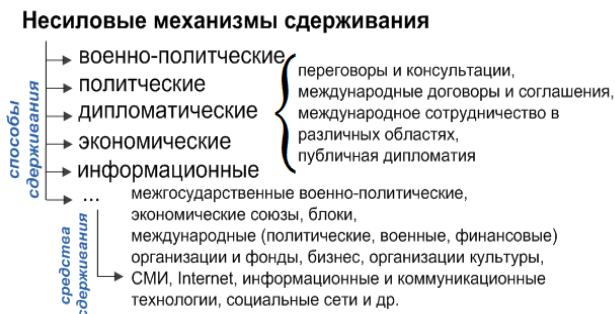 Несиловые механизмы сдерживания
способы
сдерживания
военно-политческие
политческие
дипломатические
экономические
информационные
...
переговоры и консультации,
международные договоры и соглашения,
международное сотрудничество в
различных областях,
публичная дипломатия
средства
сдерживания
межгосударственные военно-политические,
экономические союзы, блоки,
международные (политические, военные, финансовые)
организации и фонды, бизнес, организации культуры,
СМИ, Internet, информационные и коммуникационные
технологии, социальные сети и др.